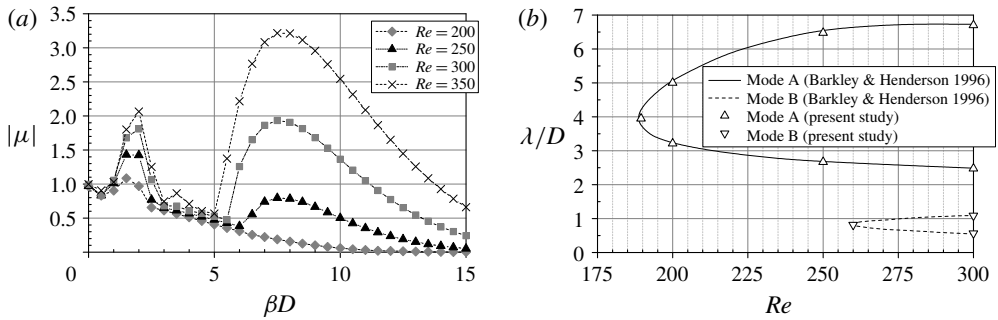 (a)
3.5
3.0
2.5
2.0
1.5
1.0
0.5
0
5
10
15
|μ|
βD
Re = 200
Re = 250
Re = 300
Re = 350
(b)
7
6
5
4
3
2
1
0
175
200
225
250
275
300
λ/D
Re
Mode A (Barkley & Henderson 1996)
Mode B (Barkley & Henderson 1996)
Mode A (present study)
Mode B (present study)